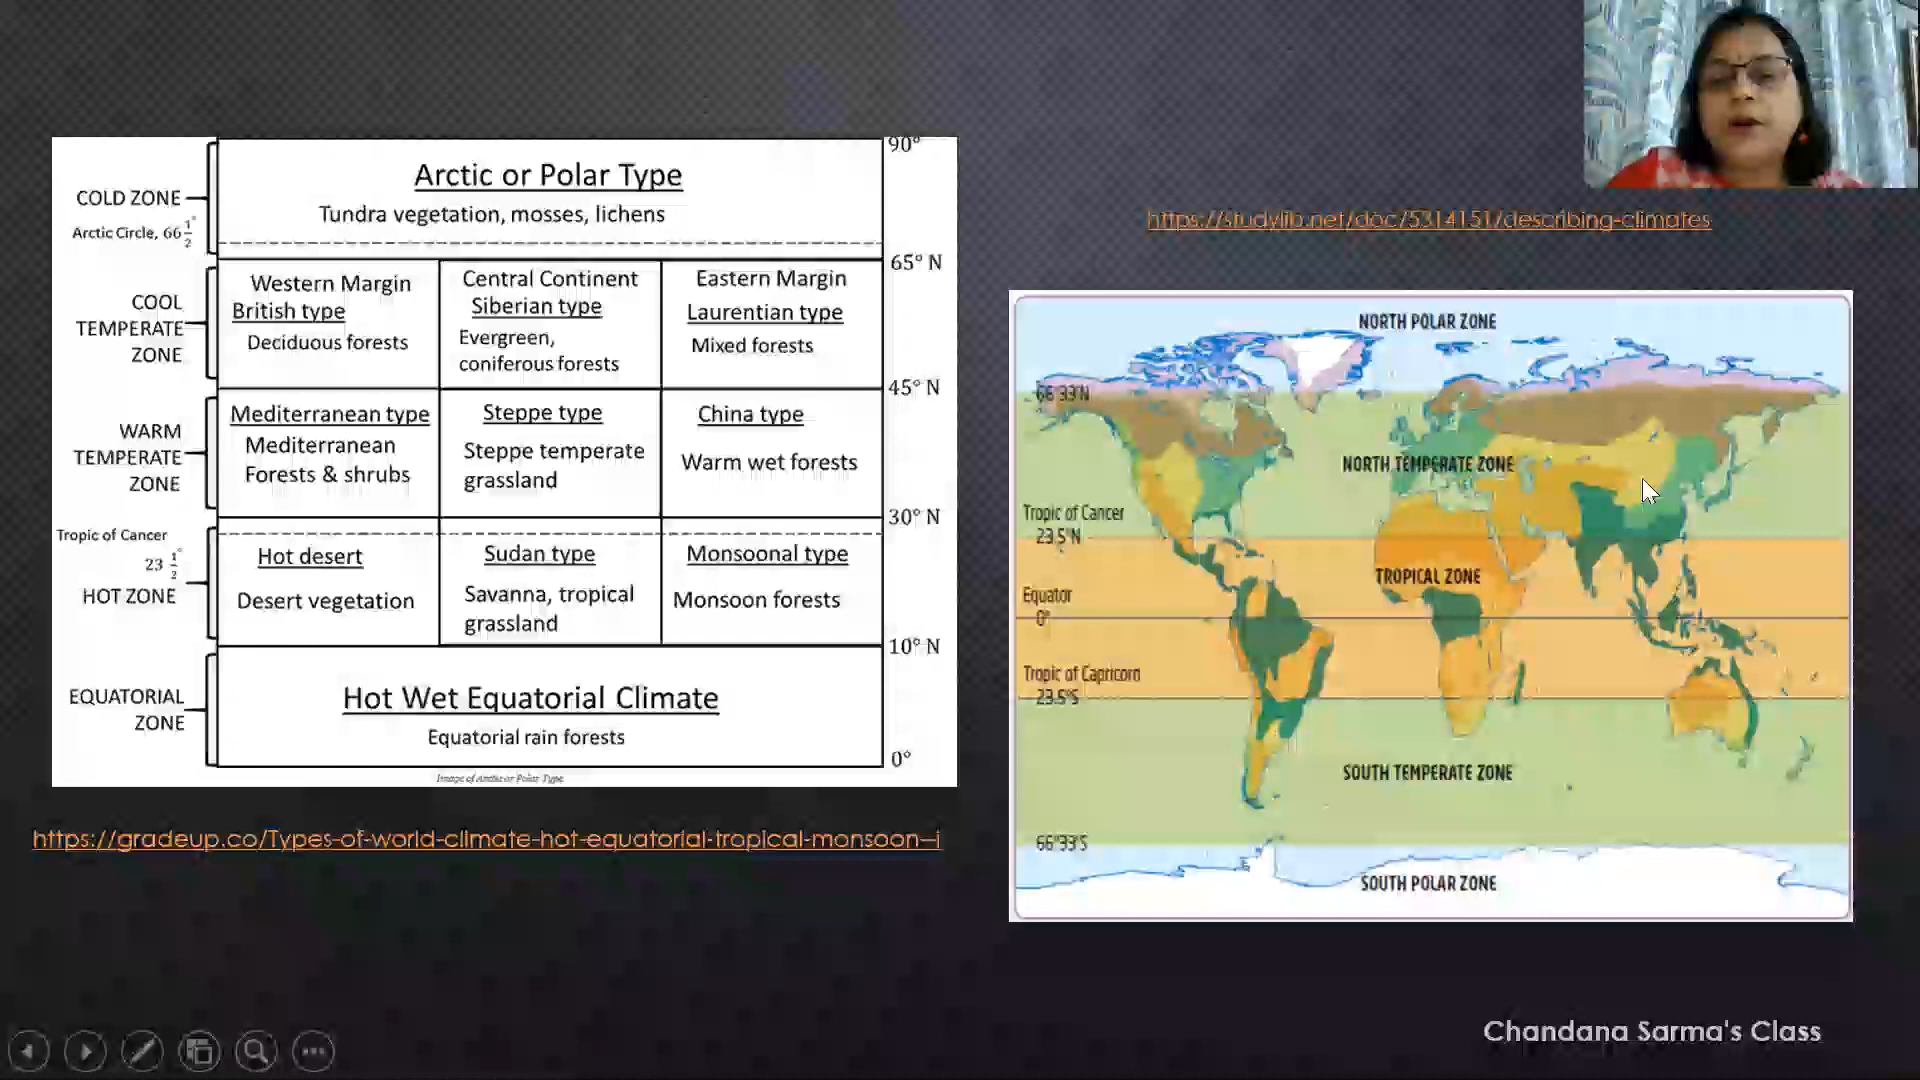 90°
Arctic or Polar Type
COLD ZONE
Tundra vegetation, mosses, lichens
Arctic Circle, 66 1/2°
65° N
Western Margin
British type
Deciduous forests
Central Continent
Siberian type
Evergreen,
coniferous forests
Eastern Margin
Laurentian type
Mixed forests
COOL
TEMPERATE
ZONE
45° N
Mediterranean type
Mediterranean
Forests & shrubs
Steppe type
Steppe temperate
grassland
China type
Warm wet forests
WARM
TEMPERATE
ZONE
30° N
Tropic of Cancer
23 1/2°
HOT ZONE
Hot desert
Desert vegetation
Sudan type
Savanna, tropical
grassland
Monsoonal type
Monsoon forests
10° N
EQUATORIAL
ZONE
Hot Wet Equatorial Climate
Equatorial rain forests
0°
Image of Arctic or Polar Type
https://gradeup.co/Types-of-world-climate-hot-equatorial-tropical-monsoon--i
https://studylib.net/doc/5314151/describing-climates
NORTH POLAR ZONE
66°33'N
NORTH TEMPERATE ZONE
Tropic of Cancer
23.5°N
TROPICAL ZONE
Equator
0°
Tropic of Capricorn
23.5°S
SOUTH TEMPERATE ZONE
66°33'S
SOUTH POLAR ZONE
Chandana Sarma's Class